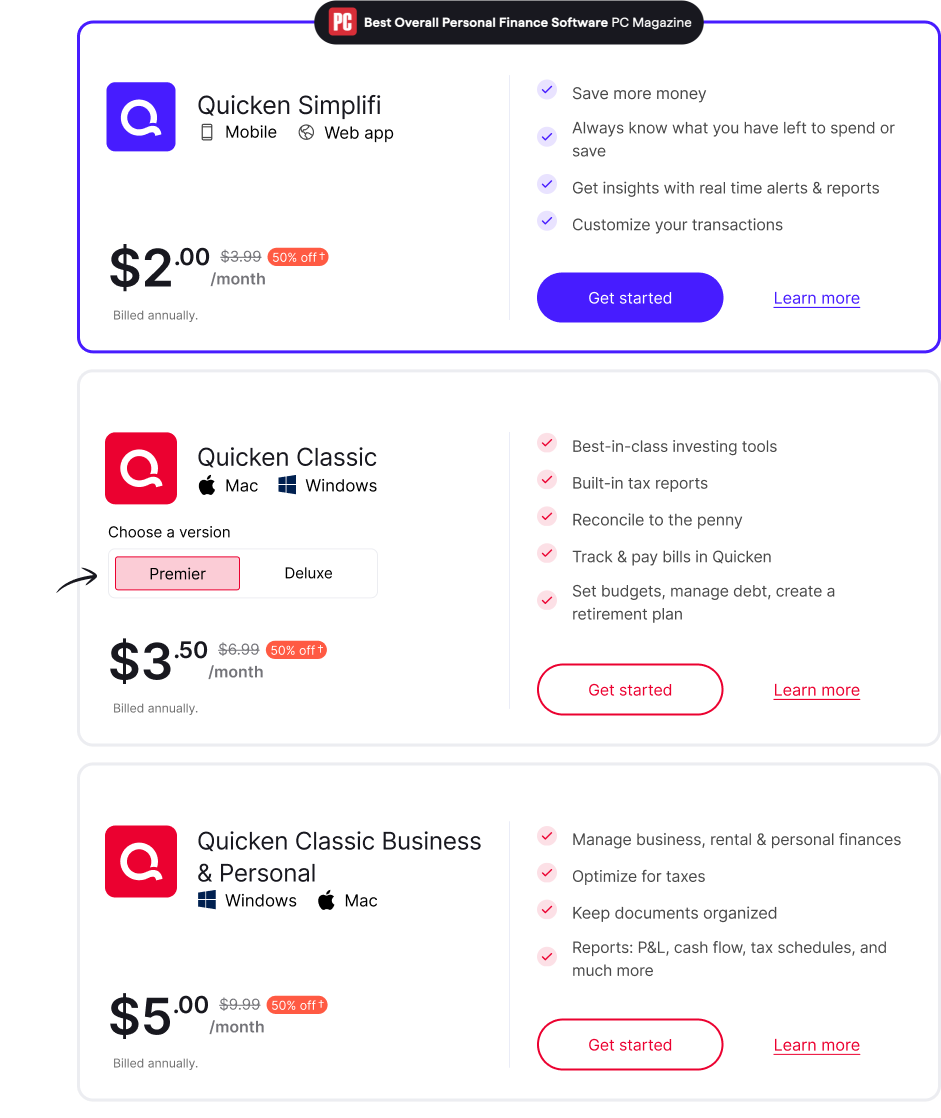 PC Best Overall Personal Finance Software PC Magazine
Quicken Simplifi
Mobile Web app
$2.00 $3.99 50% off†
/month
Billed annually.
Save more money
Always know what you have left to spend or
save
Get insights with real time alerts & reports
Customize your transactions
Get started Learn more
Quicken Classic
Mac Windows
Choose a version
Premier Deluxe
$3.50 $6.99 50% off†
/month
Billed annually.
Best-in-class investing tools
Built-in tax reports
Reconcile to the penny
Track & pay bills in Quicken
Set budgets, manage debt, create a
retirement plan
Get started Learn more
Quicken Classic Business
& Personal
Windows Mac
$5.00 $9.99 50% off†
/month
Billed annually.
Manage business, rental & personal finances
Optimize for taxes
Keep documents organized
Reports: P&L, cash flow, tax schedules, and
much more
Get started Learn more